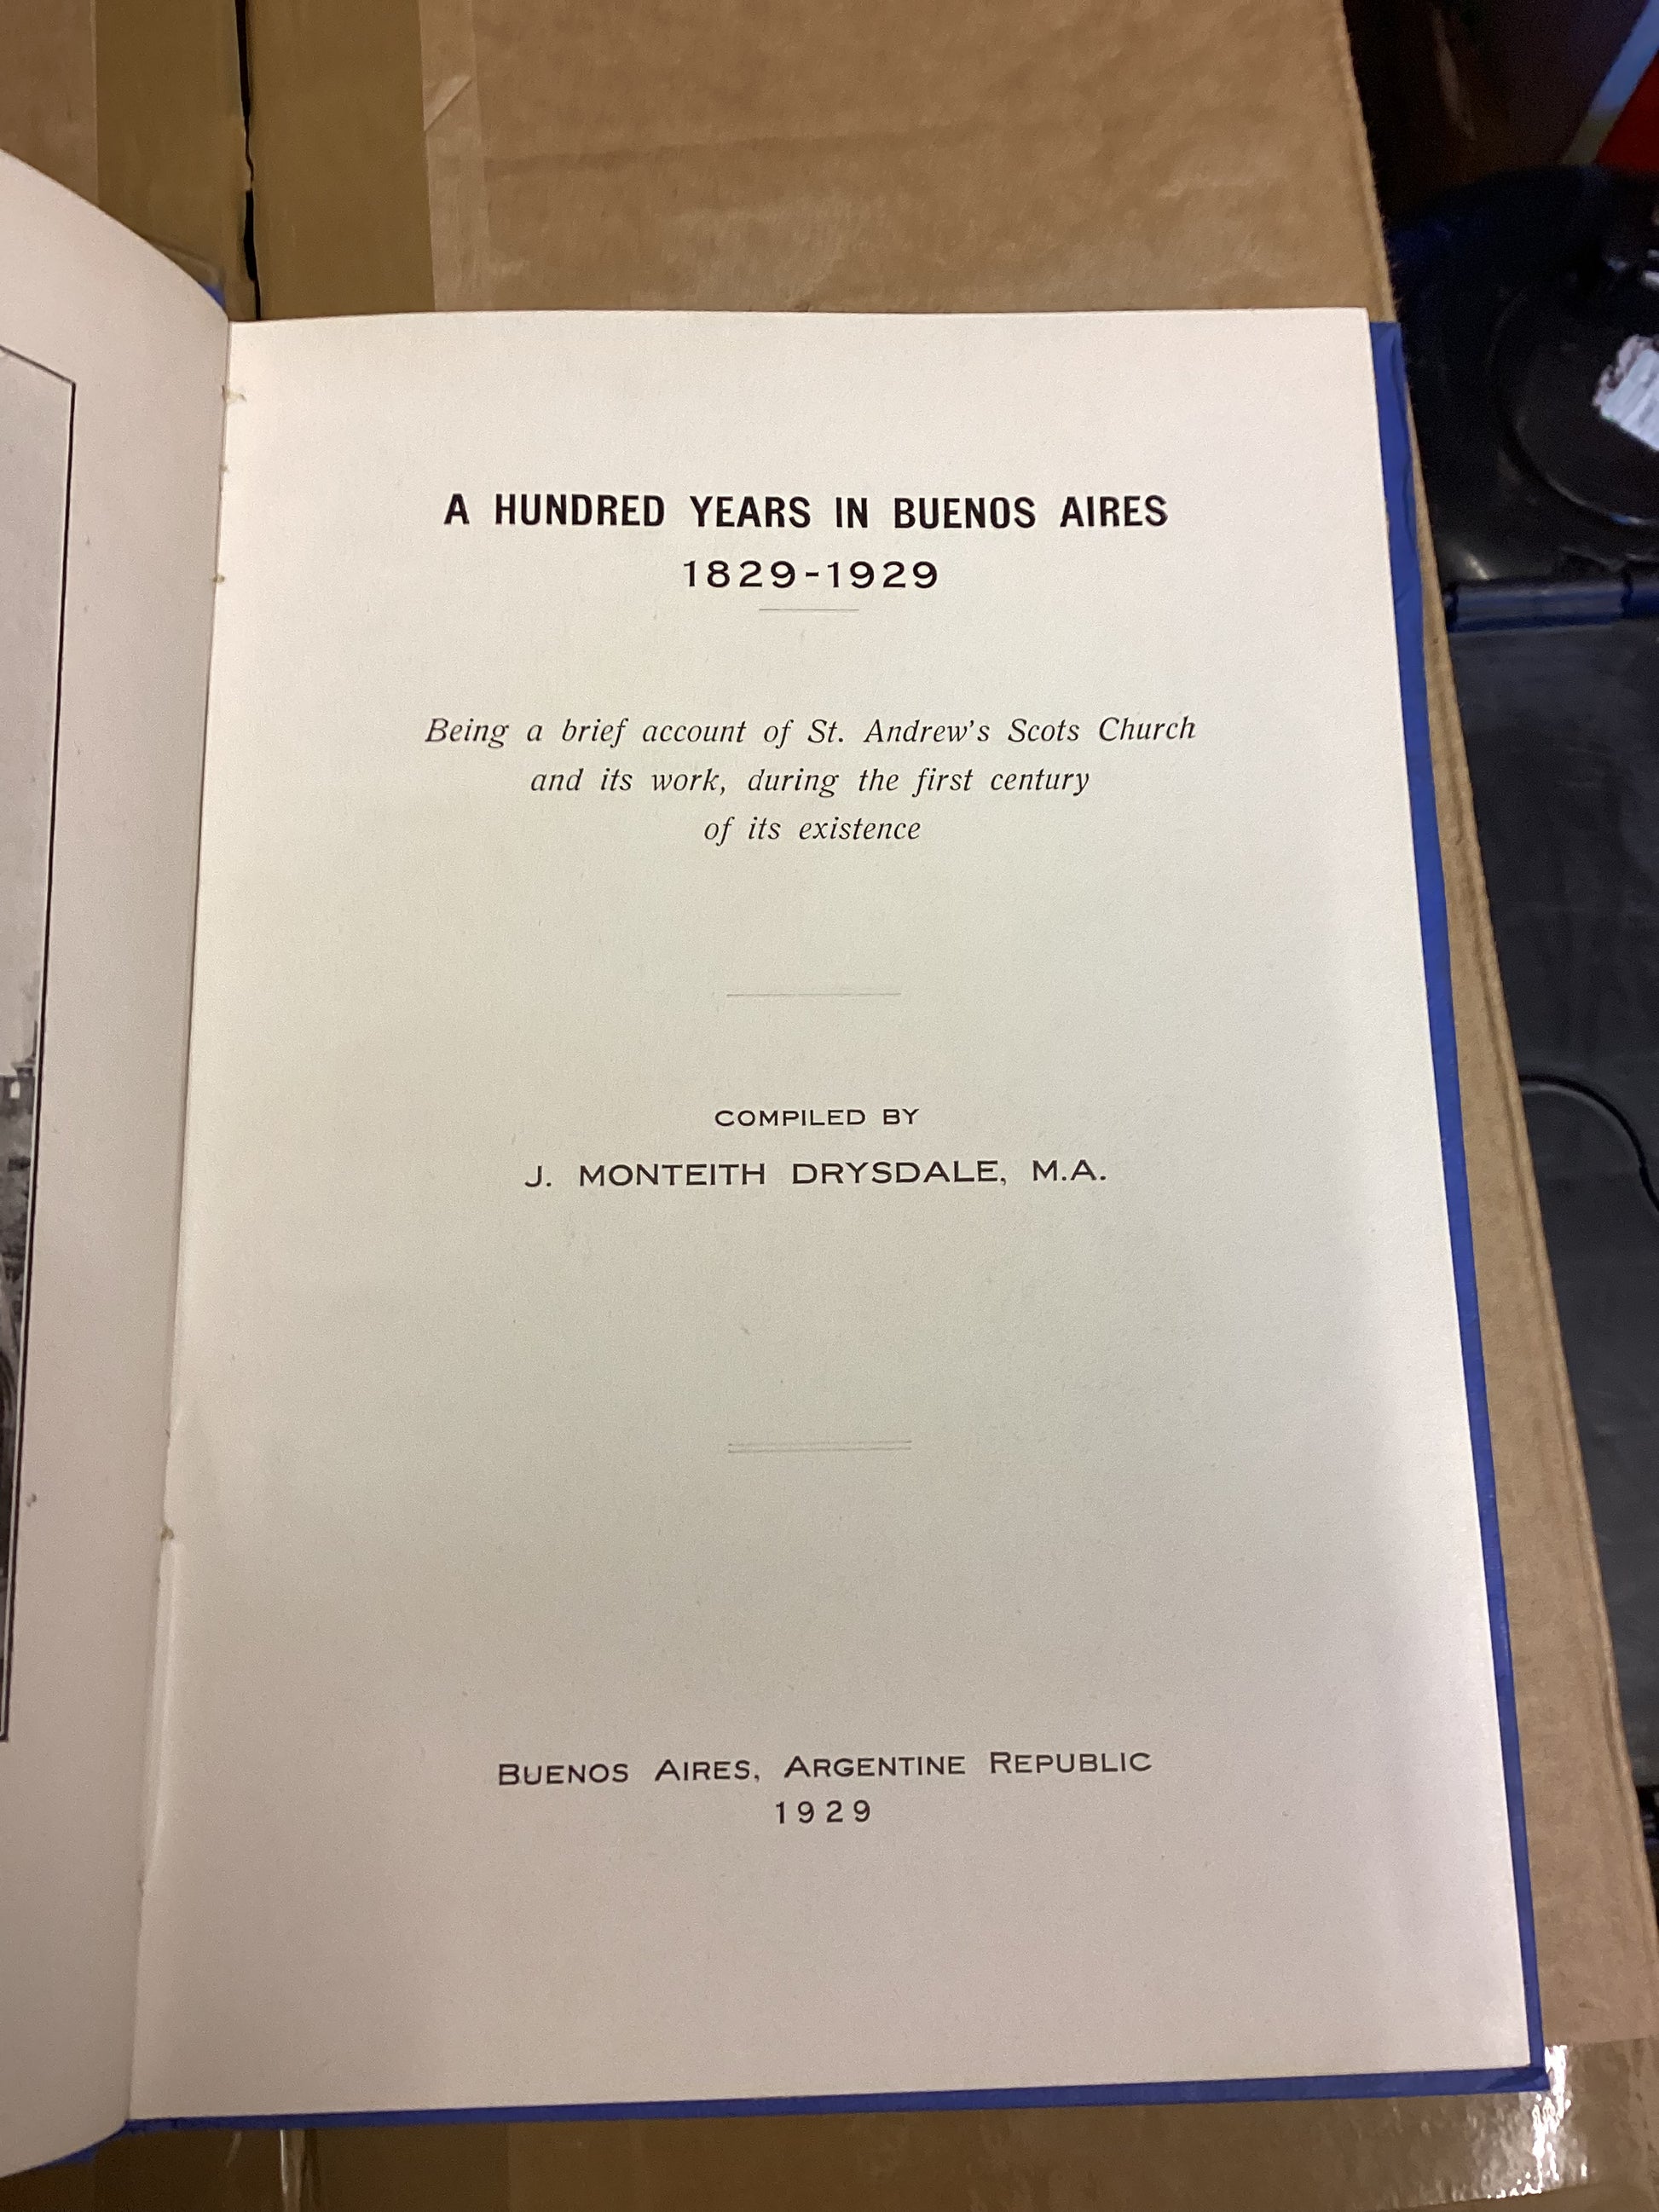 A HUNDRED YEARS IN BUENOS AIRES
1829-1929
Being a brief account of St. Andrew's Scots Church
and its work, during the first century
of its existence
COMPILED BY
J. MONTEITH DRYSDALE, M.A.
BUENOS AIRES, ARGENTINE REPUBLIC
1929